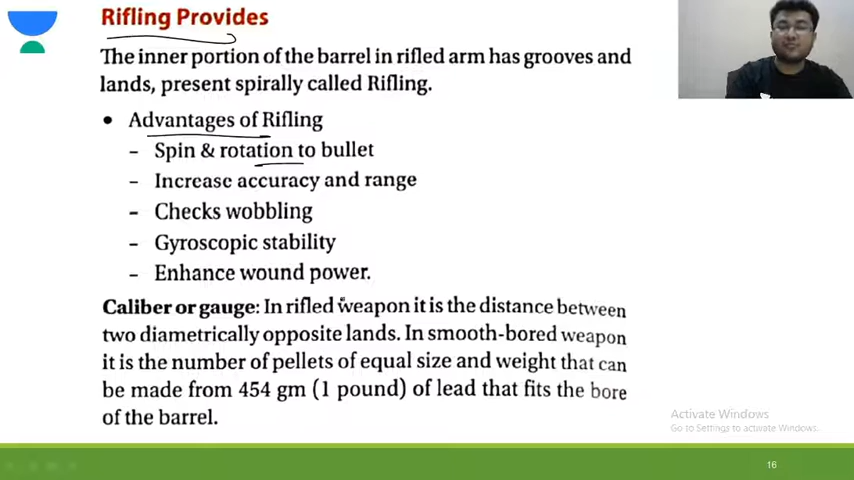 Rifling Provides
The inner portion of the barrel in rifled arm has grooves and
lands, present spirally called Rifling.
• Advantages of Rifling
– Spin & rotation to bullet
– Increase accuracy and range
– Checks wobbling
– Gyroscopic stability
– Enhance wound power.
Caliber or gauge: In rifled weapon it is the distance between
two diametrically opposite lands. In smooth-bored weapon
it is the number of pellets of equal size and weight that can
be made from 454 gm (1 pound) of lead that fits the bore
of the barrel.
Activate Windows
Go to Settings to activate Windows.
16